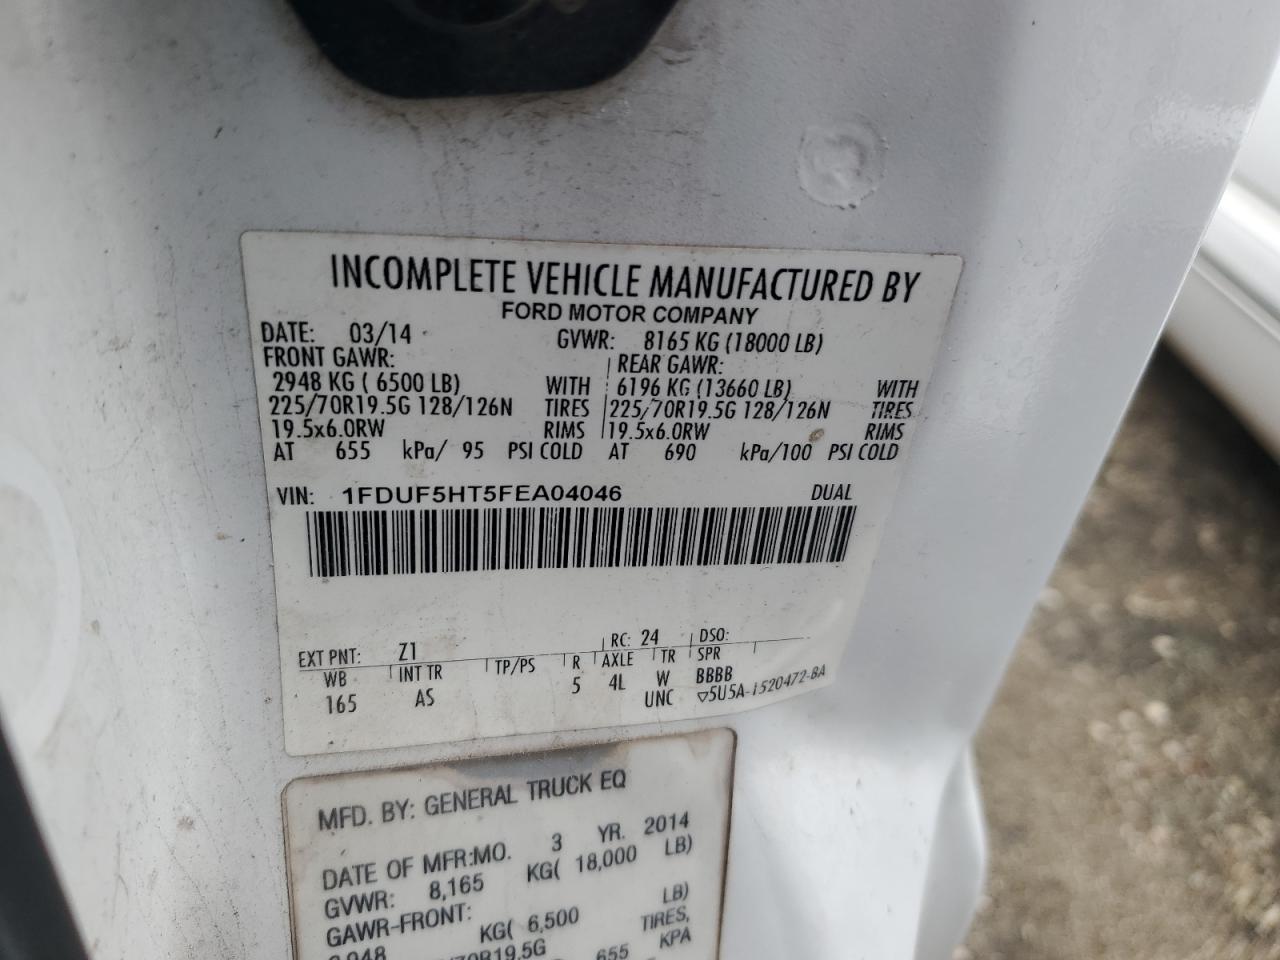 INCOMPLETE VEHICLE MANUFACTURED BY
FORD MOTOR COMPANY
DATE: 03/14 GVWR: 8165 KG (18000 LB)
FRONT GAWR: REAR GAWR:
2948 KG ( 6500 LB) WITH 6196 KG (13660 LB) WITH
225/70R19.5G 128/126N TIRES 225/70R19.5G 128/126N TIRES
19.5x6.0RW RIMS 19.5x6.0RW RIMS
AT 655 kPa/ 95 PSI COLD AT 690 kPa/100 PSI COLD
VIN: 1FDUF5HT5FEA04046 DUAL
EXT PNT: Z1 RC: 24 DSO:
WB INT TR TP/PS R AXLE TR SPR
165 AS 5 4L W BBBB
UNC ▽5U5A-1520472-BA
MFD. BY: GENERAL TRUCK EQ
DATE OF MFR:MO. 3 YR. 2014
GVWR: 8,165 KG( 18,000 LB)
GAWR-FRONT:
KG( 6,500 LB)
70R19.5G TIRES,
655 KPA